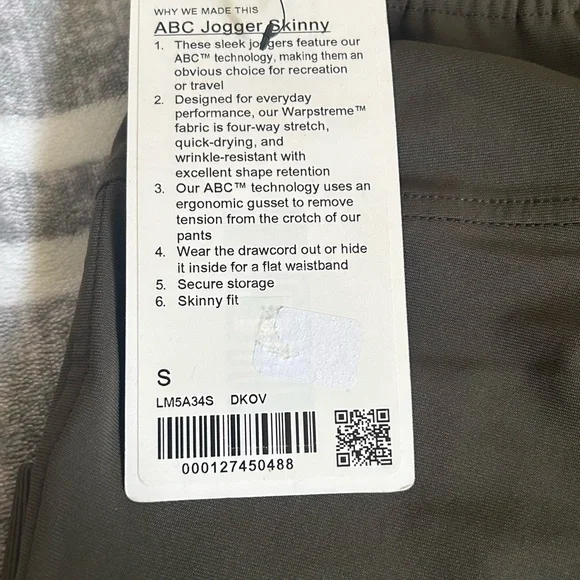 WHY WE MADE THIS
ABC Jogger Skinny
1. These sleek joggers feature our
ABC™ technology, making them an
obvious choice for recreation
or travel
2. Designed for everyday
performance, our Warpstreme™
fabric is four-way stretch,
quick-drying, and
wrinkle-resistant with
excellent shape retention
3. Our ABC™ technology uses an
ergonomic gusset to remove
tension from the crotch of our
pants
4. Wear the drawcord out or hide
it inside for a flat waistband
5. Secure storage
6. Skinny fit
S
LM5A34S DKOV
000127450488